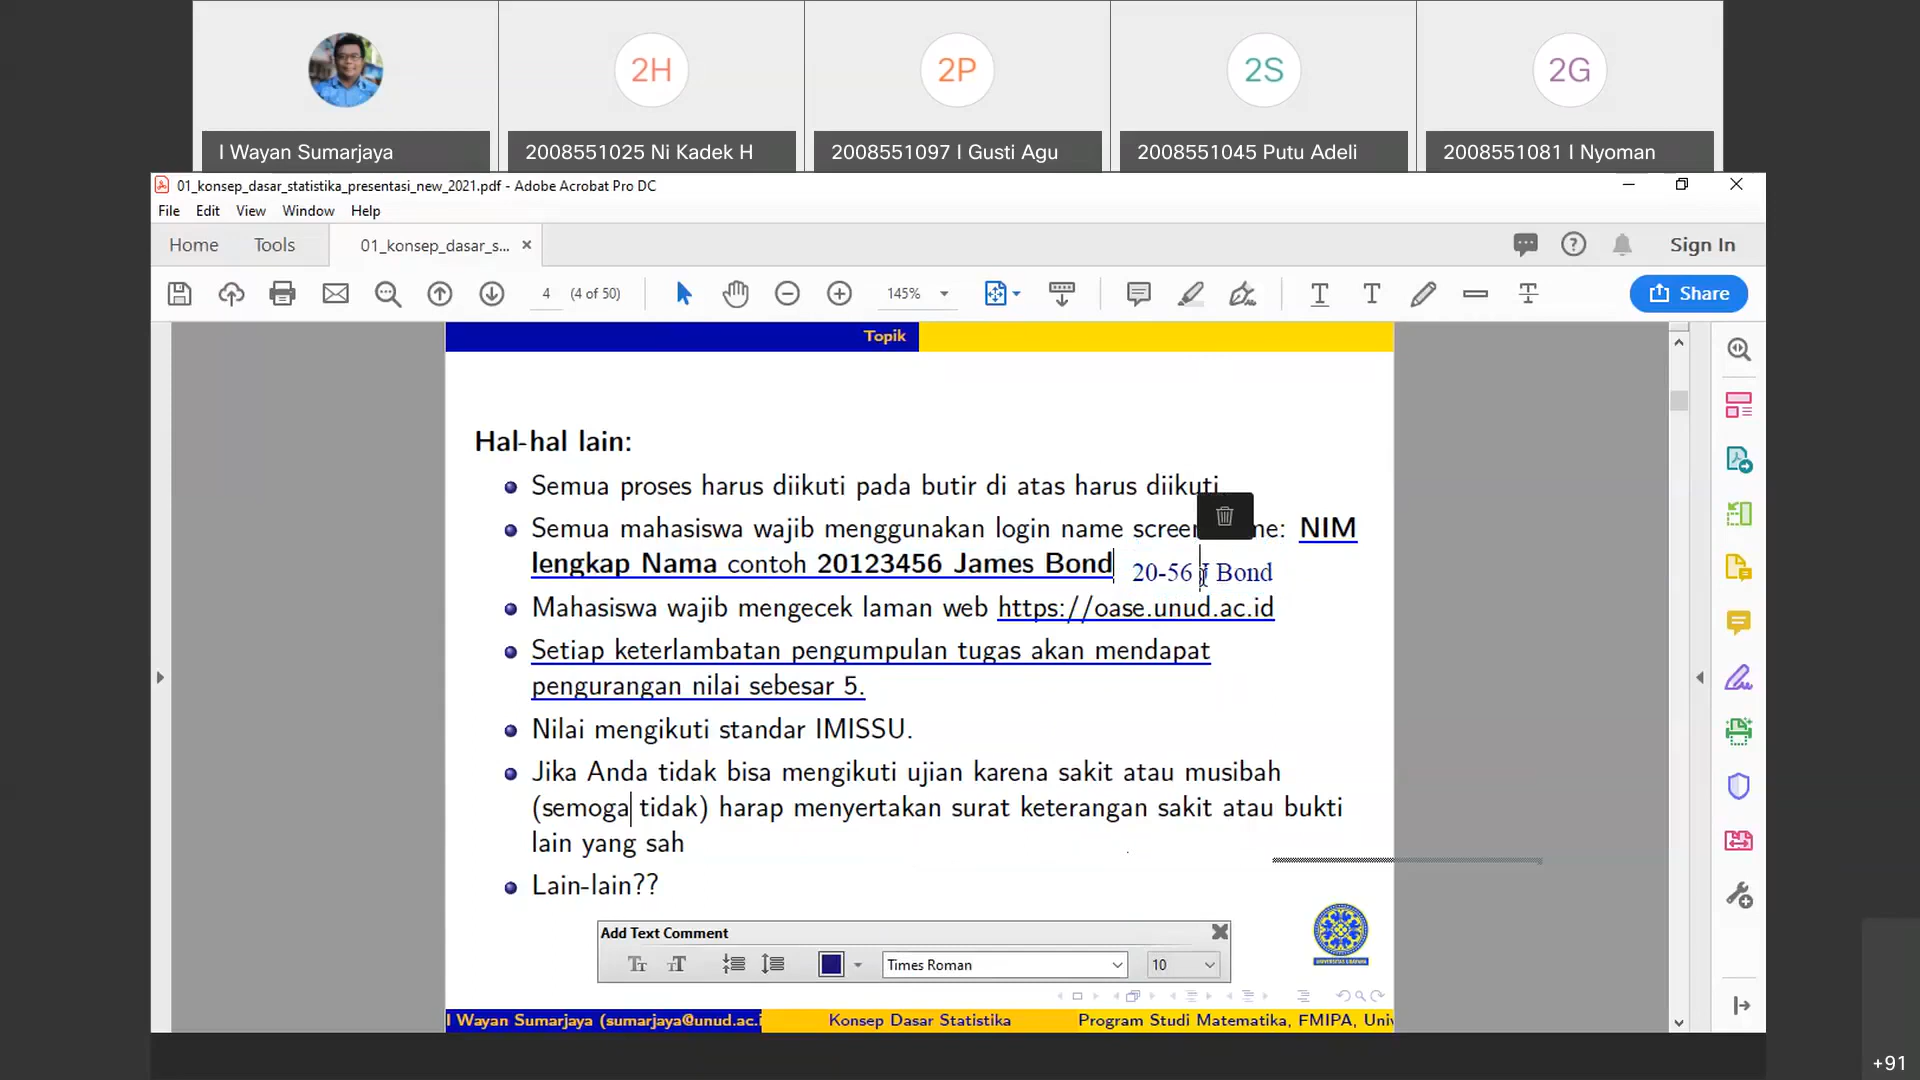 2H
2P
2S
2G
I Wayan Sumarjaya
2008551025 Ni Kadek H
2008551097 I Gusti Agu
2008551045 Putu Adeli
2008551081 I Nyoman
01_konsep_dasar_statistika_presentasi_new_2021.pdf - Adobe Acrobat Pro DC
File Edit View Window Help
Home Tools 01_konsep_dasar_s... Sign In
4 (4 of 50) 145% Share
Topik
Hal-hal lain:
Semua proses harus diikuti pada butir di atas harus diikuti
Semua mahasiswa wajib menggunakan login name NIM
lengkap Nama contoh 20123456 James Bond 20-56 J Bond
Mahasiswa wajib mengecek laman web https://oase.unud.ac.id
Setiap keterlambatan pengumpulan tugas akan mendapat
pengurangan nilai sebesar 5.
Nilai mengikuti standar IMISSU.
Jika Anda tidak bisa mengikuti ujian karena sakit atau musibah
(semoga tidak) harap menyertakan surat keterangan sakit atau bukti
lain yang sah
Lain-lain??
Add Text Comment
Times Roman 10
UNIVERSITAS UDAYANA
I Wayan Sumarjaya (sumarjaya@unud.ac.i Konsep Dasar Statistika Program Studi Matematika, FMIPA, Univ
+91